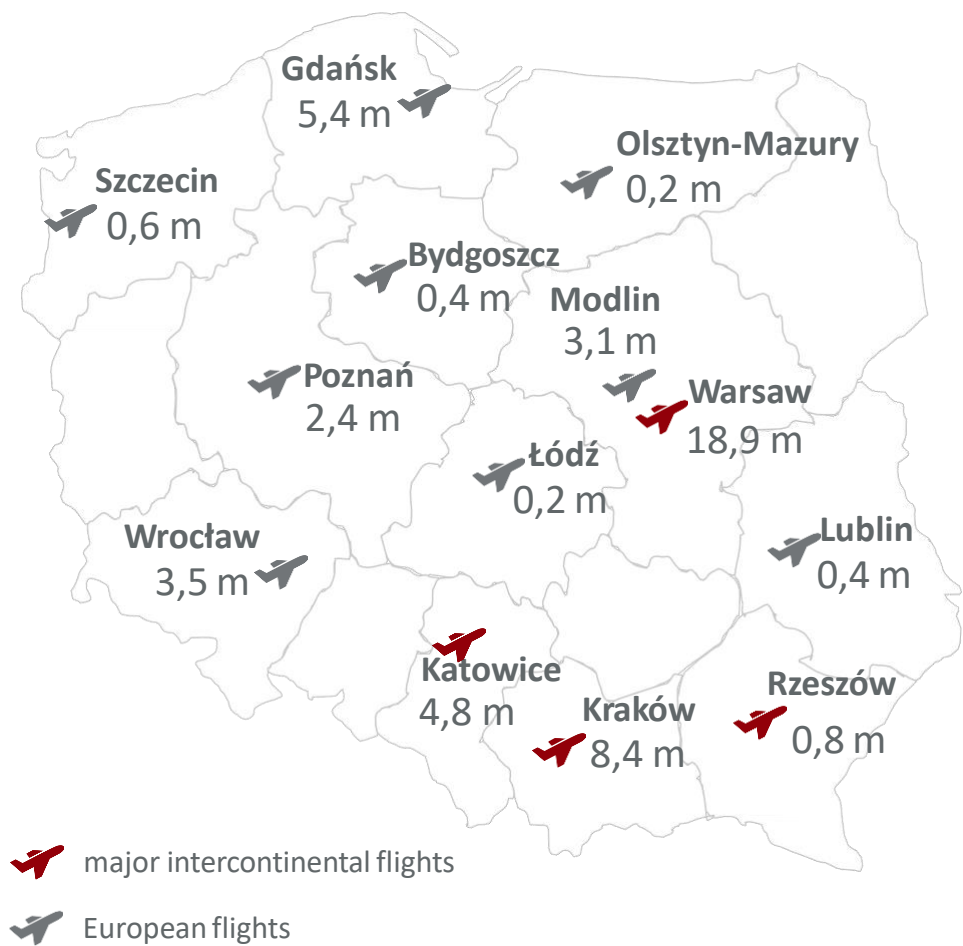 Gdańsk
5,4 m
Olsztyn-Mazury
0,2 m
Szczecin
0,6 m
Bydgoszcz
0,4 m
Modlin
3,1 m
Poznań
2,4 m
Warsaw
18,9 m
Łódź
0,2 m
Wrocław
3,5 m
Lublin
0,4 m
Katowice
4,8 m
Kraków
8,4 m
Rzeszów
0,8 m
major intercontinental flights
European flights